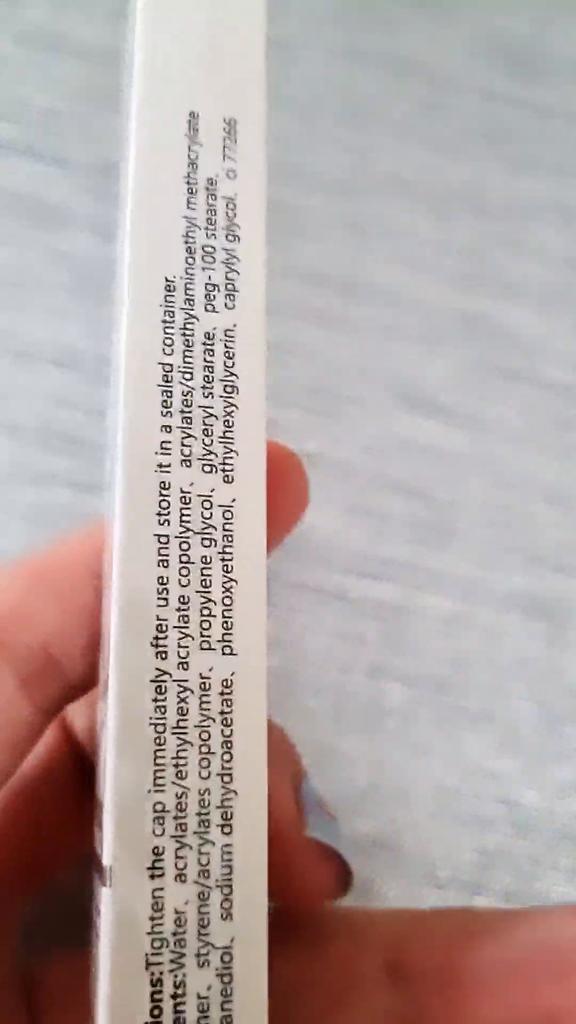 ions:Tighten the cap immediately after use and store it in a sealed container.
ents:Water、acrylates/ethylhexyl acrylate copolymer、acrylates/dimethylaminoethyl methacrylate
ner、styrene/acrylates copolymer、propylene glycol、glyceryl stearate、peg-100 stearate、
anediol、sodium dehydroacetate、phenoxyethanol、ethylhexylglycerin、caprylyl glycol、ci 77266